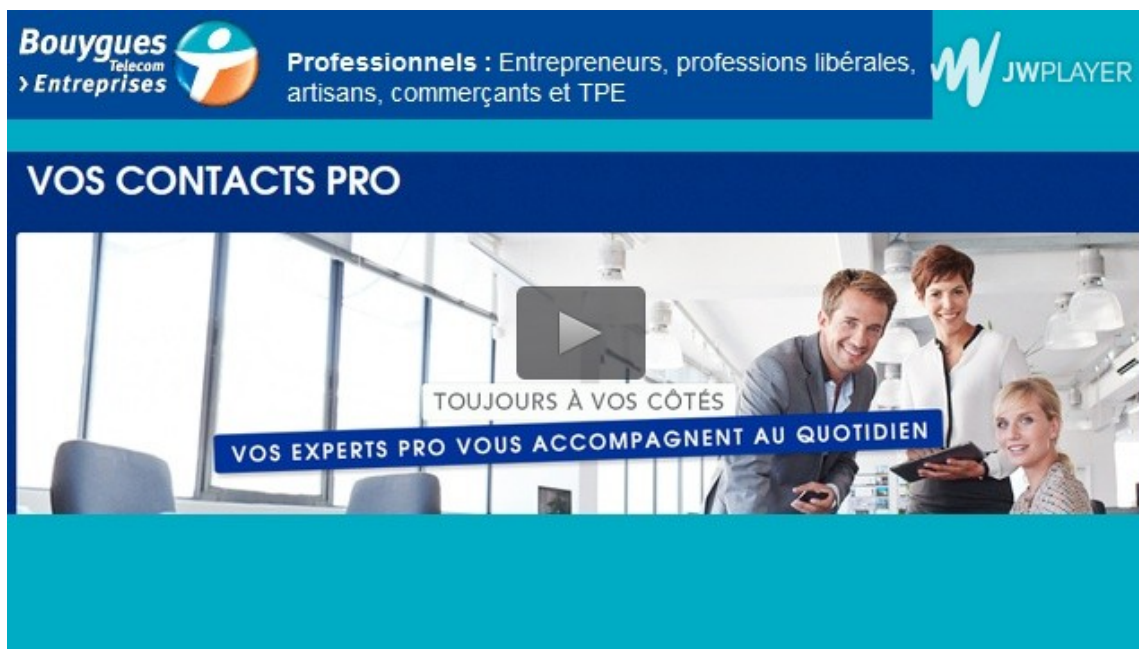 Bouygues
Telecom
> Entreprises
Professionnels : Entrepreneurs, professions libérales,
artisans, commerçants et TPE
JWPLAYER
VOS CONTACTS PRO
TOUJOURS À VOS CÔTÉS
VOS EXPERTS PRO VOUS ACCOMPAGNENT AU QUOTIDIEN